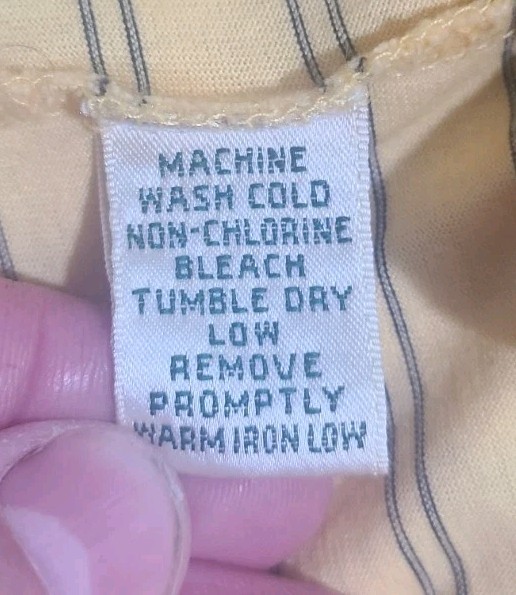 MACHINE
WASH COLD
NON-CHLORINE
BLEACH
TUMBLE DRY
LOW
REMOVE
PROMPTLY
WARM IRON LOW